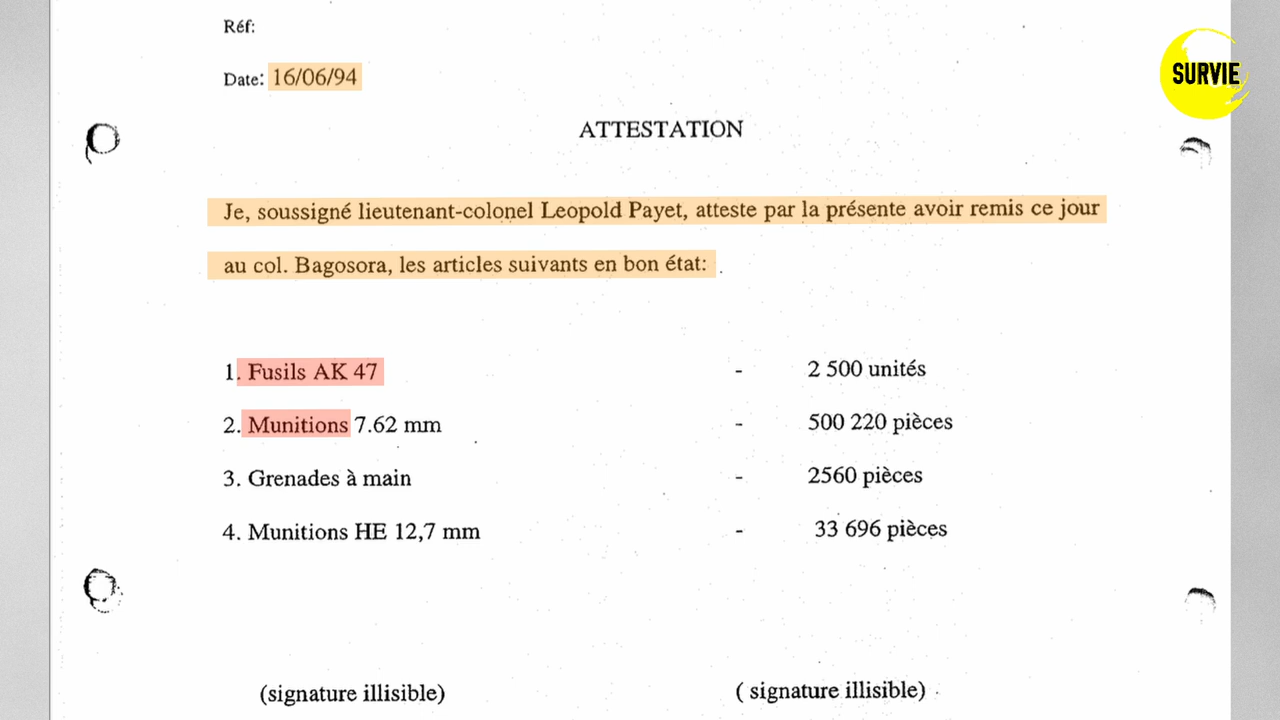 Réf:
SURVIE
Date: 16/06/94
ATTESTATION
Je, soussigné lieutenant-colonel Leopold Payet, atteste par la présente avoir remis ce jour
au col. Bagosora, les articles suivants en bon état:
1. Fusils AK 47 - 2 500 unités
2. Munitions 7.62 mm - 500 220 pièces
3. Grenades à main - 2560 pièces
4. Munitions HE 12,7 mm - 33 696 pièces
(signature illisible) ( signature illisible)